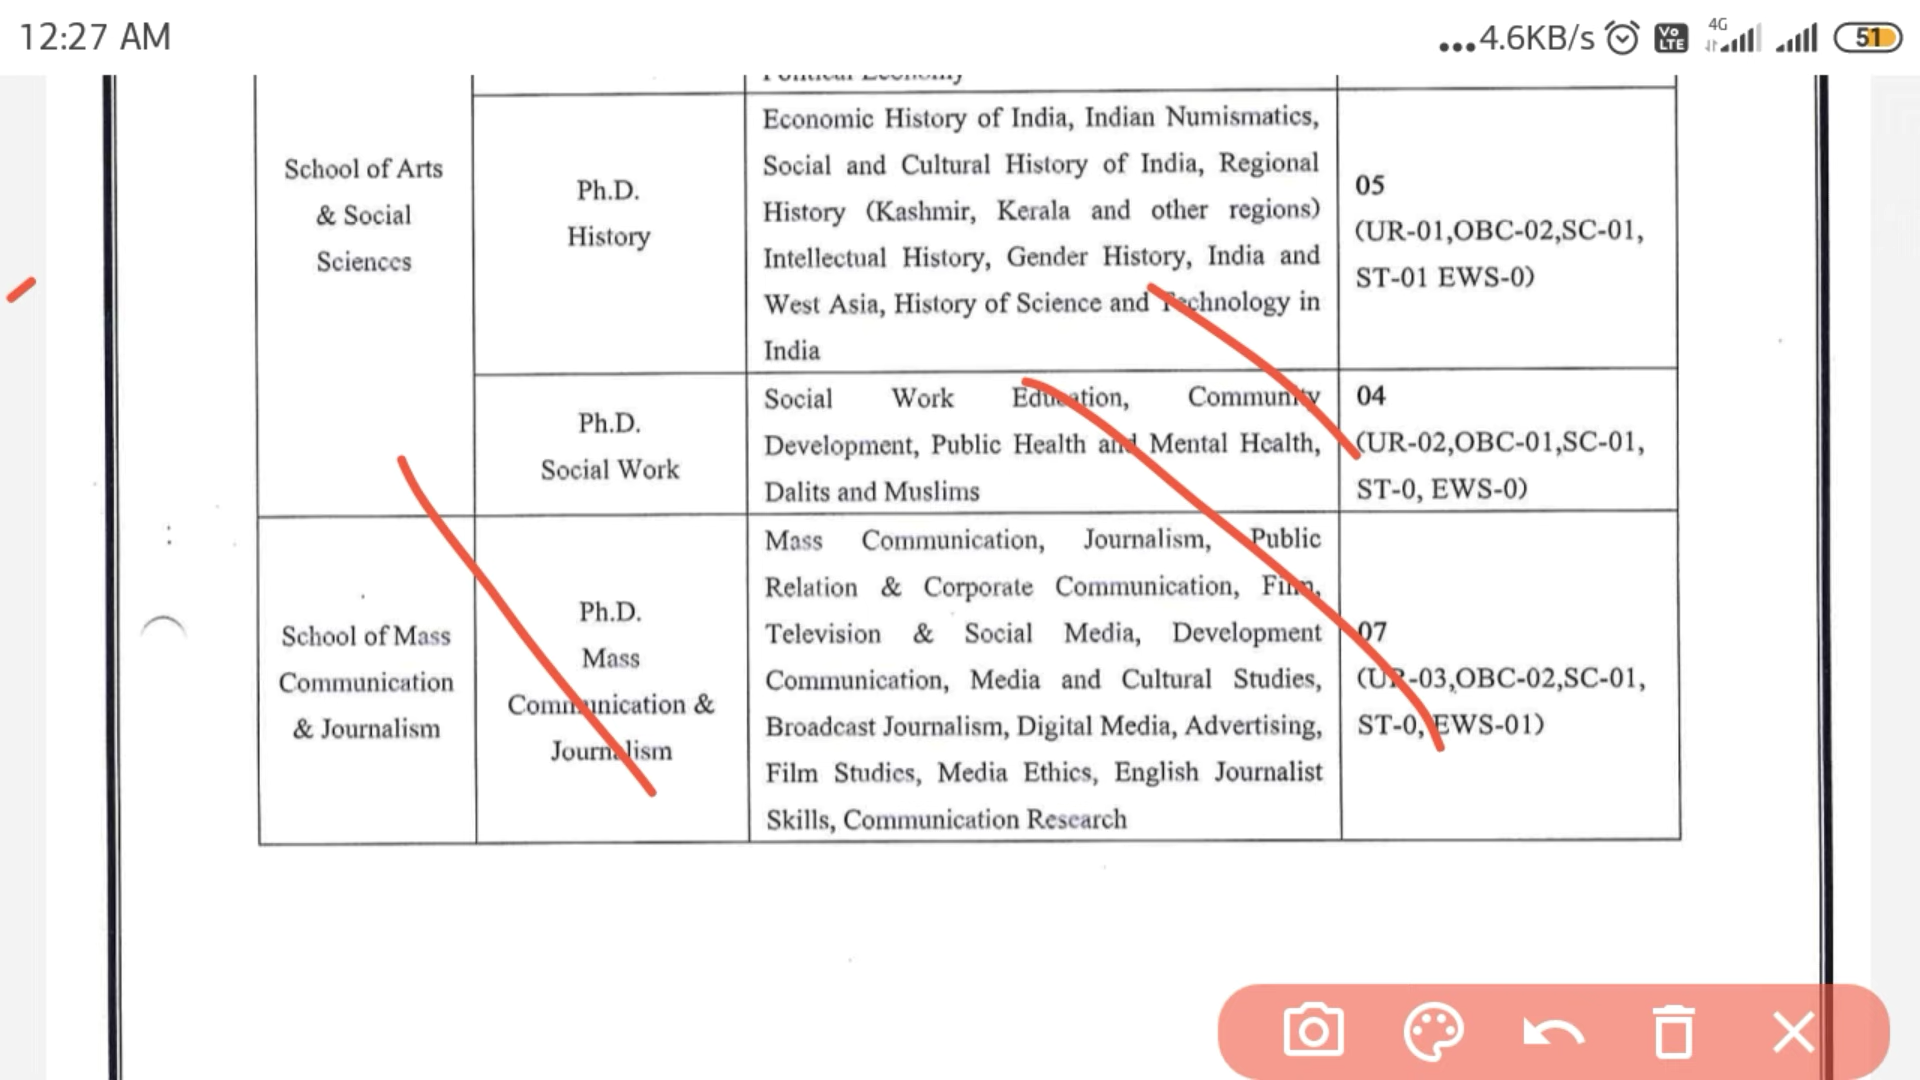 12:27 AM
...4.6KB/s
Vo
LTE
4G
51
School of Arts
& Social
Sciences
Ph.D.
History
Economic History of India, Indian Numismatics,
Social and Cultural History of India, Regional
History (Kashmir, Kerala and other regions)
Intellectual History, Gender History, India and
West Asia, History of Science and Technology in
India
05
(UR-01,OBC-02,SC-01,
ST-01 EWS-0)
Ph.D.
Social Work
Social Work Education, Community
Development, Public Health and Mental Health,
Dalits and Muslims
04
(UR-02,OBC-01,SC-01,
ST-0, EWS-0)
School of Mass
Communication
& Journalism
Ph.D.
Mass
Communication &
Journalism
Mass Communication, Journalism, Public
Relation & Corporate Communication, Film,
Television & Social Media, Development
Communication, Media and Cultural Studies,
Broadcast Journalism, Digital Media, Advertising,
Film Studies, Media Ethics, English Journalist
Skills, Communication Research
07
(UR-03,OBC-02,SC-01,
ST-0, EWS-01)